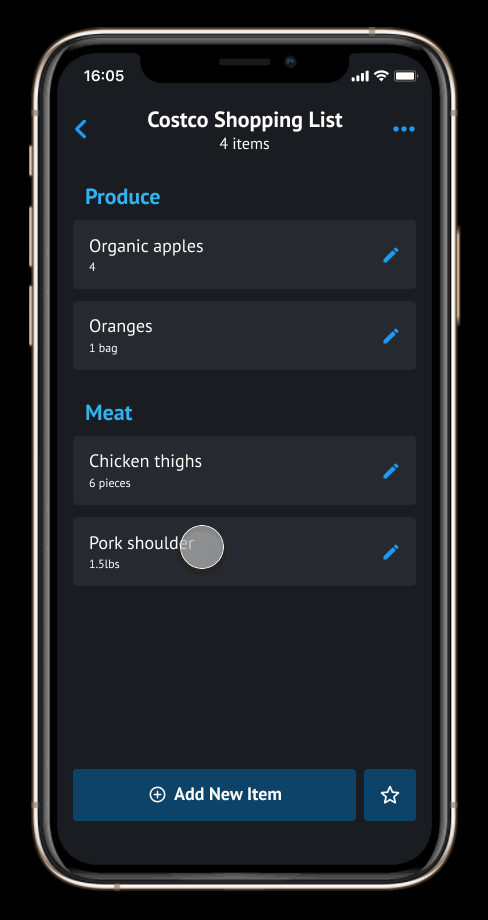 16:05
Costco Shopping List
4 items
Produce
Organic apples
4
Oranges
1 bag
Meat
Chicken thighs
6 pieces
Pork shoulder
1.5lbs
Add New Item